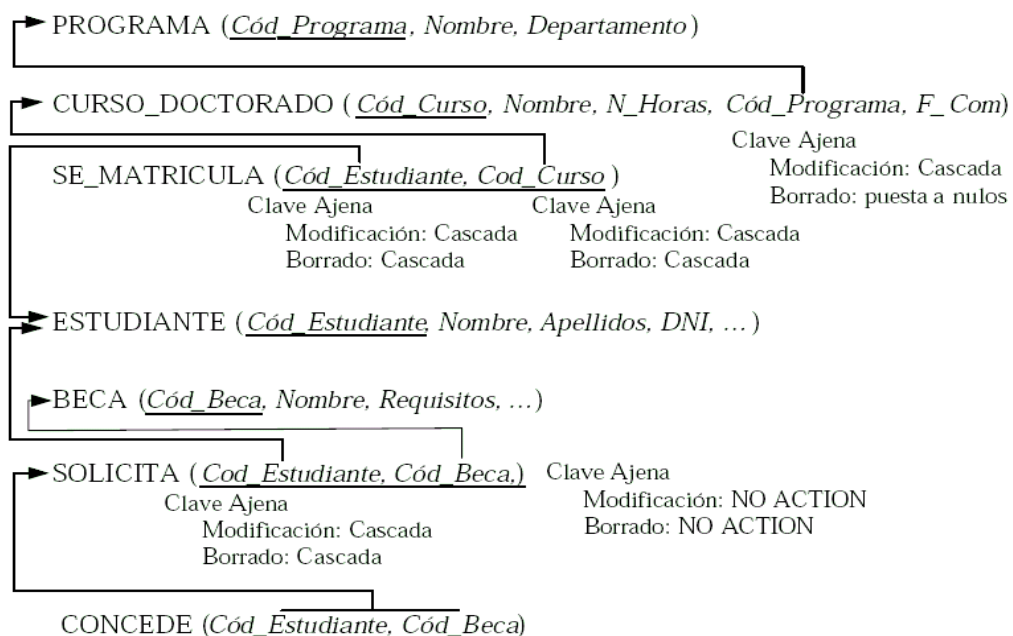 PROGRAMA (Cód_Programa, Nombre, Departamento)
CURSO_DOCTORADO ( Cód_Curso, Nombre, N_Horas, Cód_Programa, F_Com)
Clave Ajena
Modificación: Cascada
Borrado: puesta a nulos
SE_MATRICULA (Cód_Estudiante, Cod_Curso )
Clave Ajena
Modificación: Cascada
Borrado: Cascada
Clave Ajena
Modificación: Cascada
Borrado: Cascada
ESTUDIANTE (Cód_Estudiante, Nombre, Apellidos, DNI, ...)
BECA (Cód_Beca, Nombre, Requisitos, ...)
SOLICITA (Cod_Estudiante, Cód_Beca,)
Clave Ajena
Modificación: Cascada
Borrado: Cascada
Clave Ajena
Modificación: NO ACTION
Borrado: NO ACTION
CONCEDE (Cód_Estudiante, Cód_Beca)